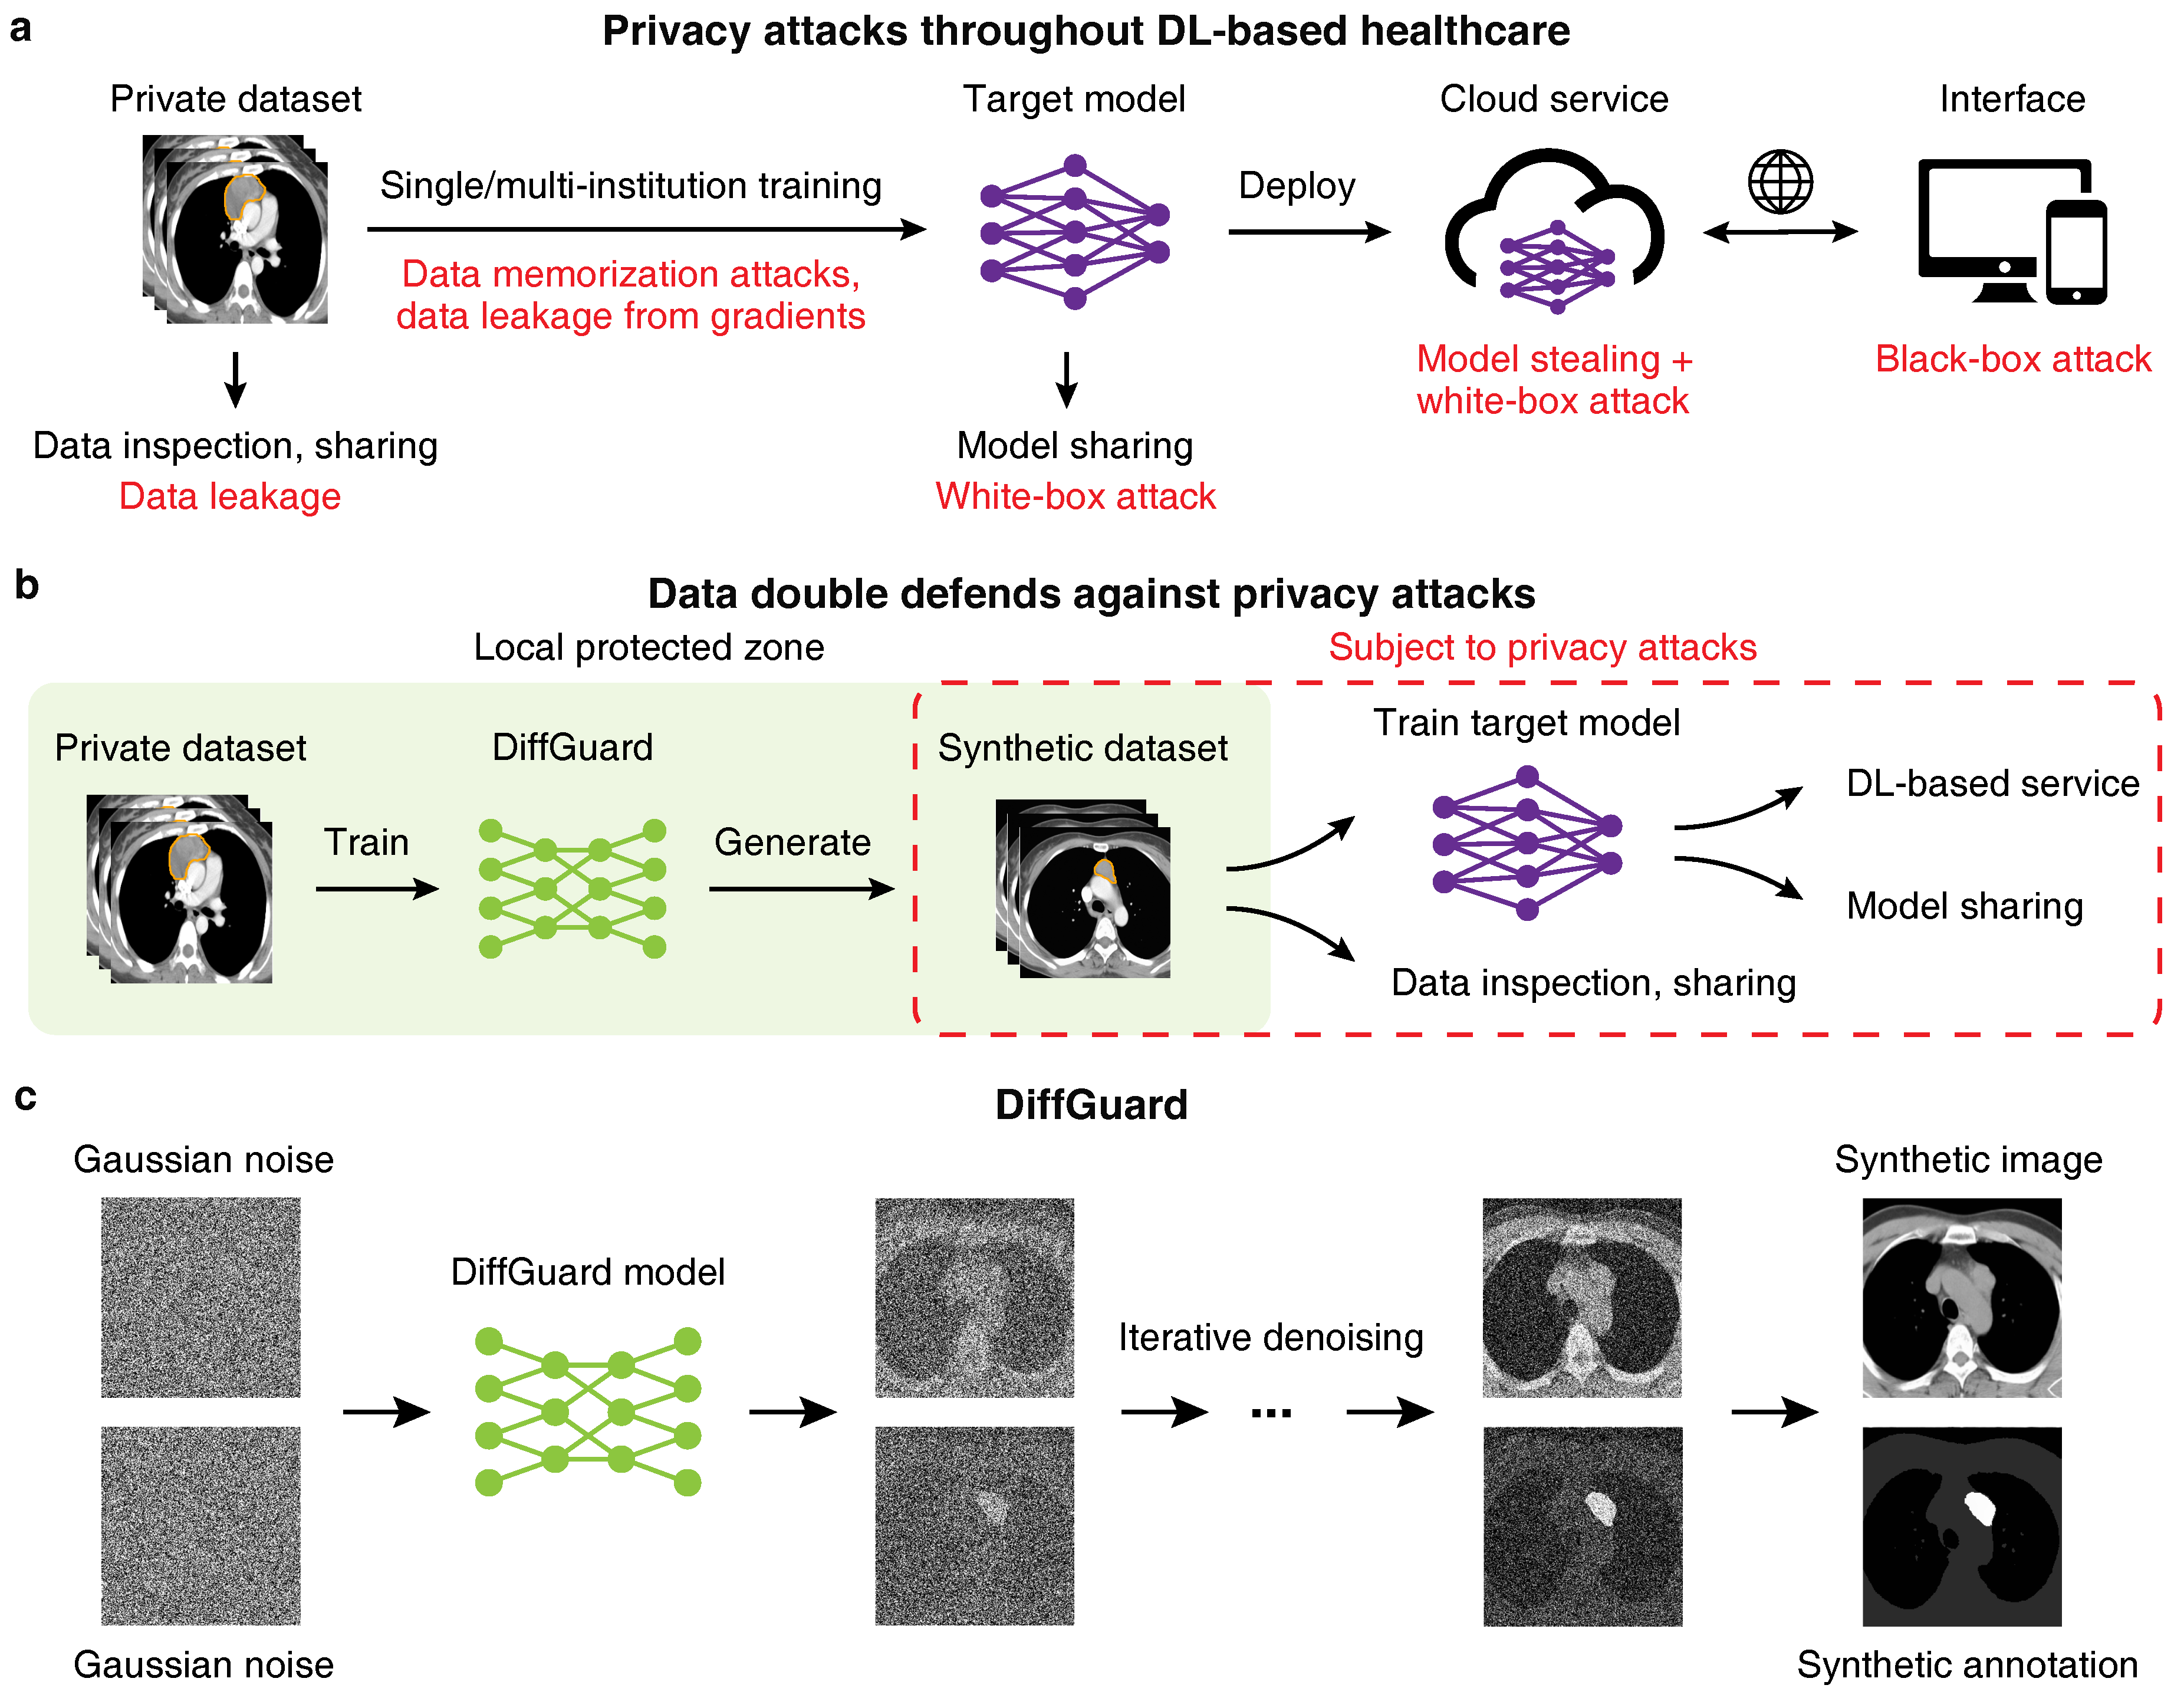 a
Privacy attacks throughout DL-based healthcare
Private dataset
Target model
Cloud service
Interface
Single/multi-institution training
Deploy
Data memorization attacks,
data leakage from gradients
Model stealing +
white-box attack
Black-box attack
Data inspection, sharing
Data leakage
Model sharing
White-box attack
b
Data double defends against privacy attacks
Local protected zone
Subject to privacy attacks
Private dataset
DiffGuard
Synthetic dataset
Train target model
Train
Generate
DL-based service
Model sharing
Data inspection, sharing
c
DiffGuard
Gaussian noise
Synthetic image
DiffGuard model
Iterative denoising
...
Gaussian noise
Synthetic annotation